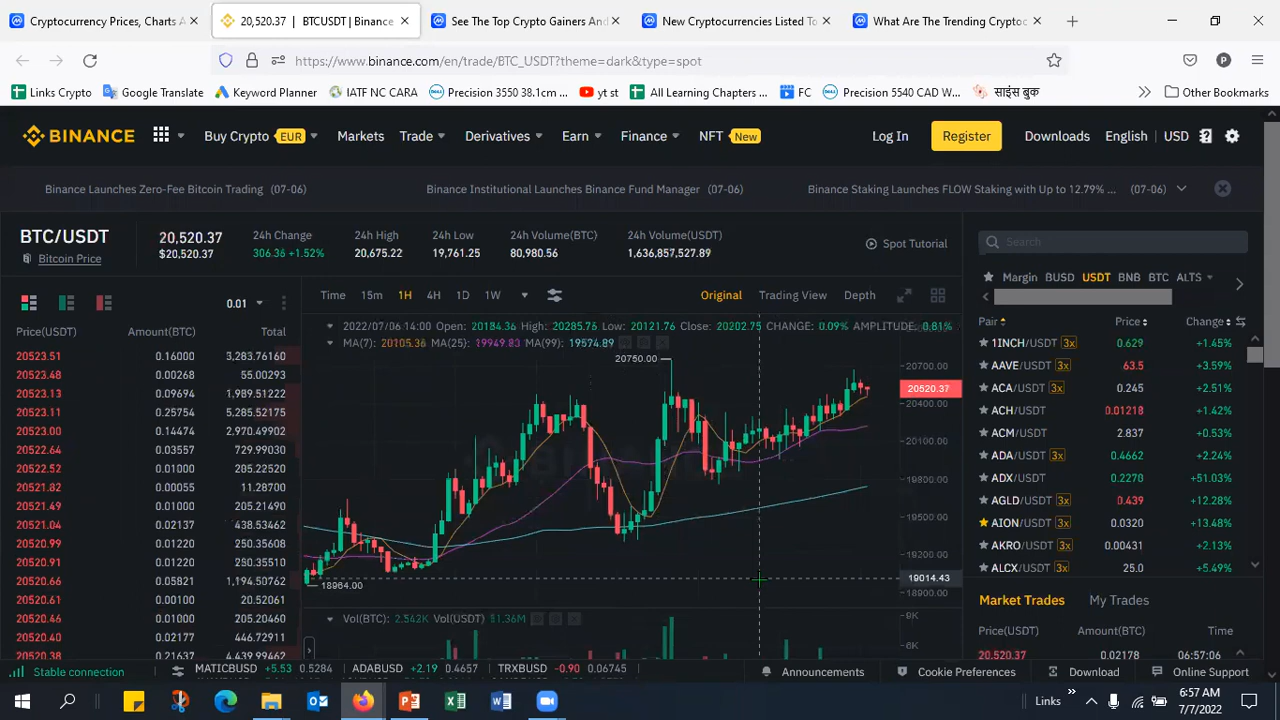 Cryptocurrency Prices, Charts A
20,520.37 | BTCUSDT | Binance
See The Top Crypto Gainers And
New Cryptocurrencies Listed To
What Are The Trending Cryptoc
https://www.binance.com/en/trade/BTC_USDT?theme=dark&type=spot
P
Links Crypto
Google Translate
Keyword Planner
IATF NC CARA
Precision 3550 38.1cm ...
yt st
All Learning Chapters ...
FC
Precision 5540 CAD W...
साइंस बुक
Other Bookmarks
BINANCE
Buy Crypto EUR
Markets
Trade
Derivatives
Earn
Finance
NFT New
Log In
Register
Downloads
English
USD
Binance Launches Zero-Fee Bitcoin Trading (07-06)
Binance Institutional Launches Binance Fund Manager (07-06)
Binance Staking Launches FLOW Staking with Up to 12.79% ... (07-06)
BTC/USDT
Bitcoin Price
20,520.37
$20,520.37
24h Change
306.36 +1.52%
24h High
20,675.22
24h Low
19,761.25
24h Volume(BTC)
80,980.56
24h Volume(USDT)
1,636,857,527.89
Spot Tutorial
0.01
Price(USDT) Amount(BTC) Total
20523.51 0.16000 3,283.76160
20523.48 0.00268 55.00293
20523.13 0.09694 1,989.51222
20523.11 0.25754 5,285.52175
20523.00 0.14474 2,970.49902
20522.64 0.03557 729.99030
20522.52 0.01000 205.22520
20521.82 0.00055 11.28700
20521.49 0.01000 205.21490
20521.04 0.02137 438.53462
20520.99 0.01220 250.35608
20520.91 0.01220 250.35510
20520.66 0.05821 1,194.50762
20520.61 0.00100 20.52061
20520.46 0.01000 205.20460
20520.40 0.02177 446.72911
20520.38
Time 15m 1H 4H 1D 1W
Original Trading View Depth
2022/07/06 14:00 Open: 20184.36 High: 20285.76 Low: 20121.76 Close: 20202.75 CHANGE: 0.09% AMPLITUDE: 0.81%
MA(7): 20105.36 MA(25): 19949.83 MA(99): 19574.89
20750.00
18964.00
20700.00
20520.37
20400.00
20100.00
19800.00
19500.00
19200.00
19014.43
18900.00
Vol(BTC): 2.542K Vol(USDT) 51.36M
9K
6K
Search
Margin BUSD USDT BNB BTC ALTS
Pair Price Change
1INCH/USDT 3x 0.629 +1.45%
AAVE/USDT 3x 63.5 +3.59%
ACA/USDT 3x 0.245 +2.51%
ACH/USDT 0.01218 +1.42%
ACM/USDT 2.837 +0.53%
ADA/USDT 3x 0.4662 +2.24%
ADX/USDT 0.2270 +51.03%
AGLD/USDT 3x 0.439 +12.28%
AION/USDT 3x 0.0320 +13.48%
AKRO/USDT 3x 0.00431 +2.13%
ALCX/USDT 3x 25.0 +5.49%
Market Trades My Trades
Price(USDT) Amount(BTC) Time
20,520.37 0.02178 06:57:06
Stable connection
MATICBUSD +5.53 0.5284
ADABUSD +2.19 0.4657
TRXBUSD -0.90 0.06745
Announcements
Cookie Preferences
Download
Online Support
Links
6:57 AM
7/7/2022